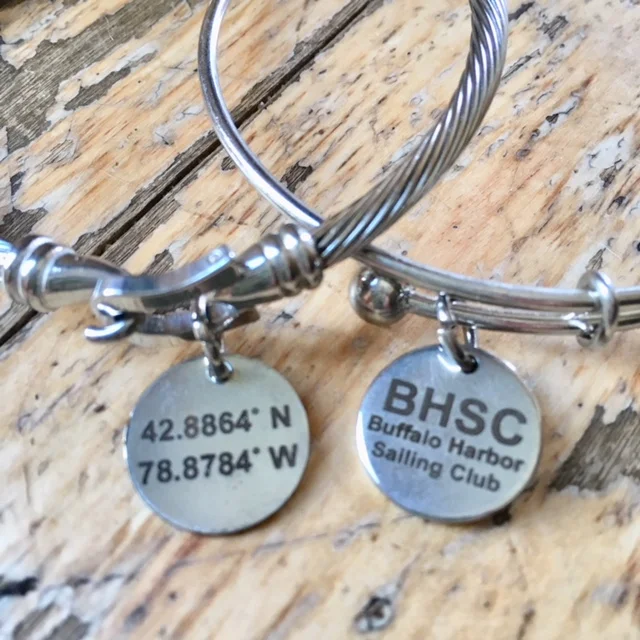 42.8864° N
78.8784° W
BHSC
Buffalo Harbor
Sailing Club